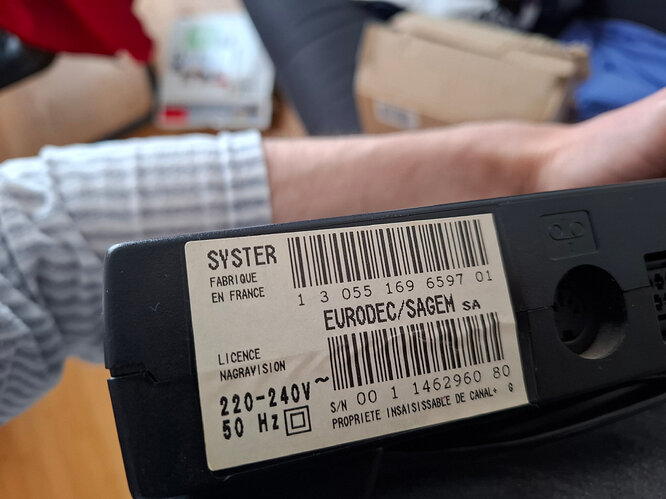 SYSTER
FABRIQUE
EN FRANCE
1 3 055 169 6597 01
EURODEC/SAGEM SA
LICENCE
NAGRAVISION
220-240V~
50 Hz
S/N 00 1 1462960 80
PROPRIETE INSAISISSABLE DE CANAL+ G